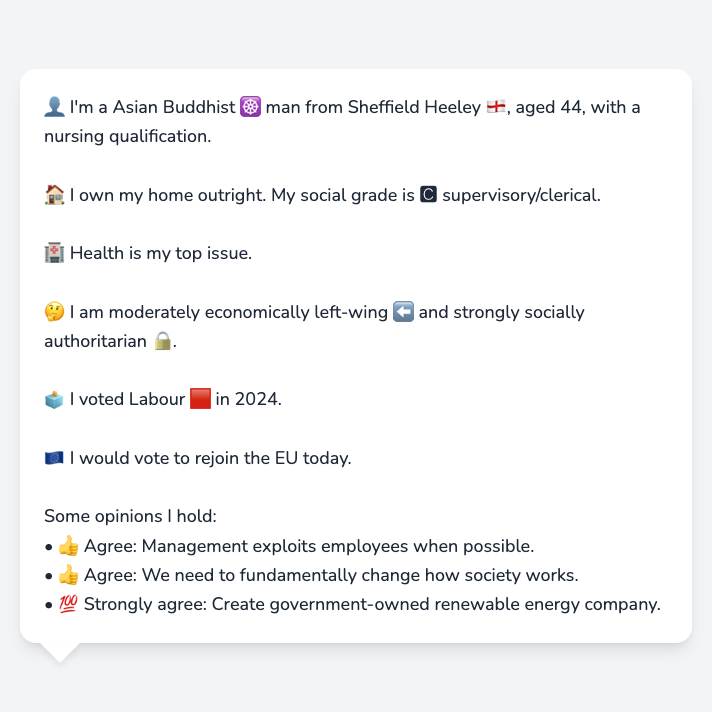 👤 I'm a Asian Buddhist ☸️ man from Sheffield Heeley 🏴󠁧󠁢󠁥󠁮󠁧󠁿, aged 44, with a
nursing qualification.
🏠 I own my home outright. My social grade is 🅲 supervisory/clerical.
🏥 Health is my top issue.
🤔 I am moderately economically left-wing ⬅️ and strongly socially
authoritarian 🔒.
🗳️ I voted Labour 🟥 in 2024.
🇪🇺 I would vote to rejoin the EU today.
Some opinions I hold:
• 👍 Agree: Management exploits employees when possible.
• 👍 Agree: We need to fundamentally change how society works.
• 💯 Strongly agree: Create government-owned renewable energy company.